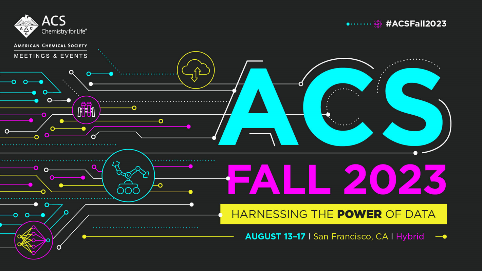 ACS
Chemistry for Life™
AMERICAN CHEMICAL SOCIETY
MEETINGS & EVENTS
#ACSFall2023
ACS
FALL 2023
HARNESSING THE POWER OF DATA
AUGUST 13–17 | San Francisco, CA | Hybrid